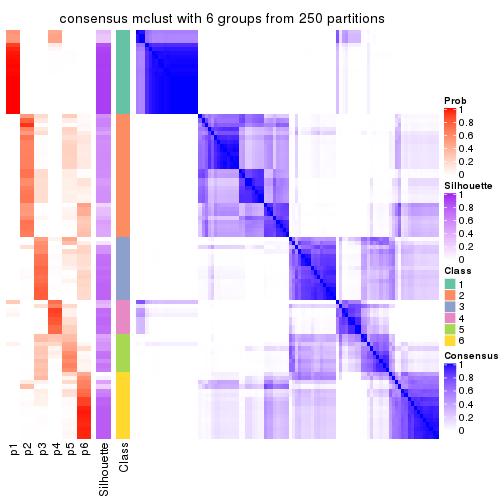 consensus mclust with 6 groups from 250 partitions
Prob
1
0.8
0.6
0.4
0.2
0
Silhouette
1
0.8
0.6
0.4
0.2
0
Class
1
2
3
4
5
6
Consensus
1
0.8
0.6
0.4
0.2
0
p1
p2
p3
p4
p5
p6
Silhouette
Class